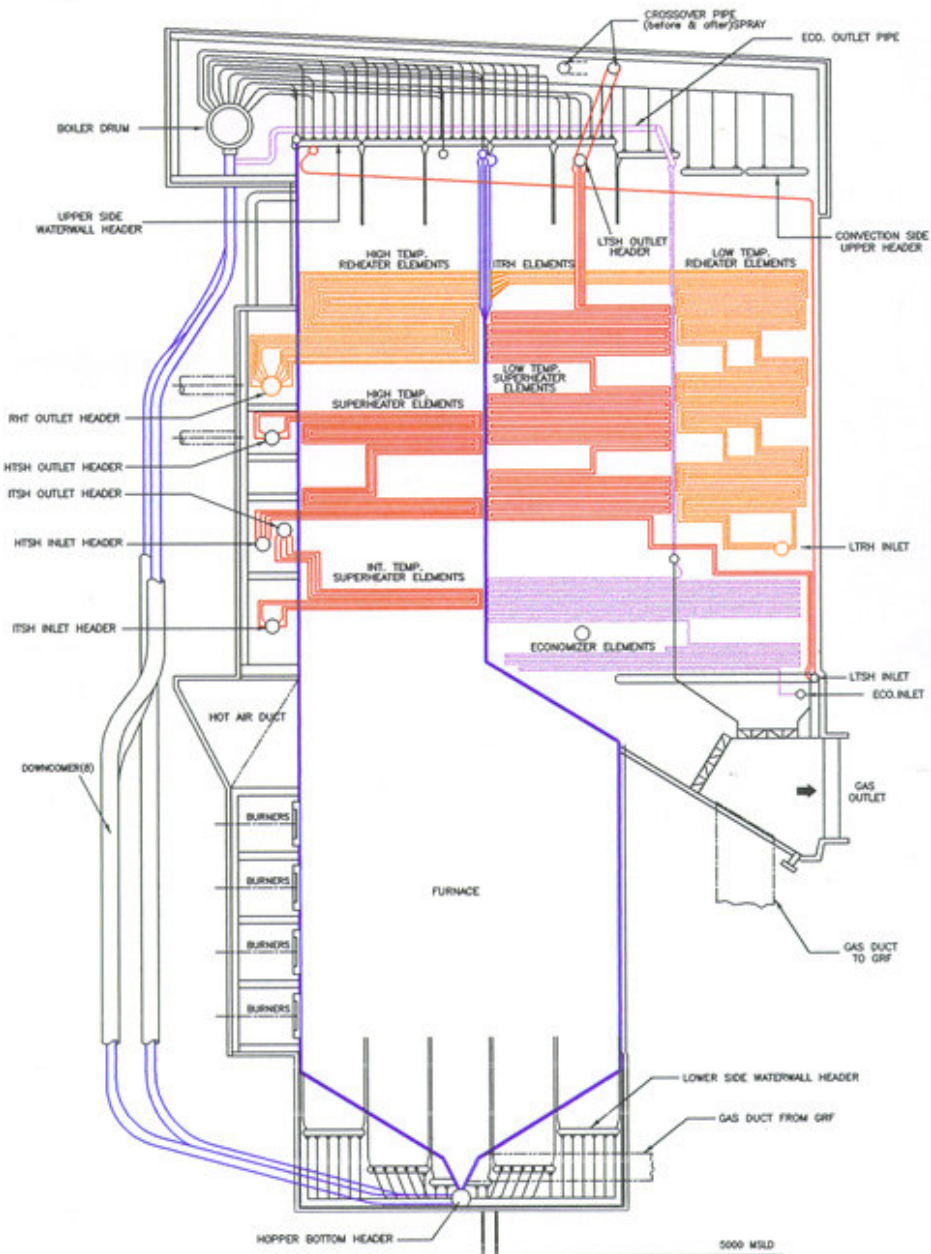 CROSSOVER PIPE
(before & after)SPRAY
ECO. OUTLET PIPE
BOILER DRUM
UPPER SIDE
WATERWALL HEADER
LTSH OUTLET
HEADER
CONVECTION SIDE
UPPER HEADER
HIGH TEMP.
REHEATER ELEMENTS
ITRH ELEMENTS
LOW TEMP.
REHEATER ELEMENTS
LOW TEMP.
SUPERHEATER
ELEMENTS
HIGH TEMP.
SUPERHEATER ELEMENTS
RHT OUTLET HEADER
HTSH OUTLET HEADER
ITSH OUTLET HEADER
HTSH INLET HEADER
LTRH INLET
INT. TEMP.
SUPERHEATER ELEMENTS
ITSH INLET HEADER
ECONOMIZER ELEMENTS
LTSH INLET
ECO.INLET
HOT AIR DUCT
DOWNCOMER(8)
GAS
OUTLET
BURNERS
BURNERS
FURNACE
BURNERS
GAS DUCT
TO GRF
BURNERS
LOWER SIDE WATERWALL HEADER
GAS DUCT FROM GRF
HOPPER BOTTOM HEADER
5000 MSLD